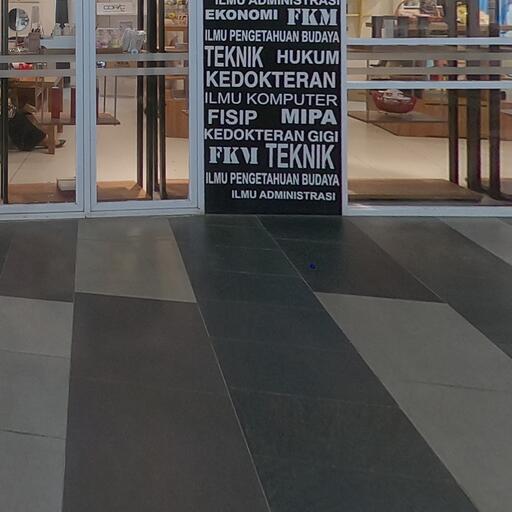 ILMU ADMINISTRASI
EKONOMI FKM
ILMU PENGETAHUAN BUDAYA
TEKNIK HUKUM
KEDOKTERAN
ILMU KOMPUTER
FISIP MIPA
KEDOKTERAN GIGI
FKM TEKNIK
ILMU PENGETAHUAN BUDAYA
ILMU ADMINISTRASI